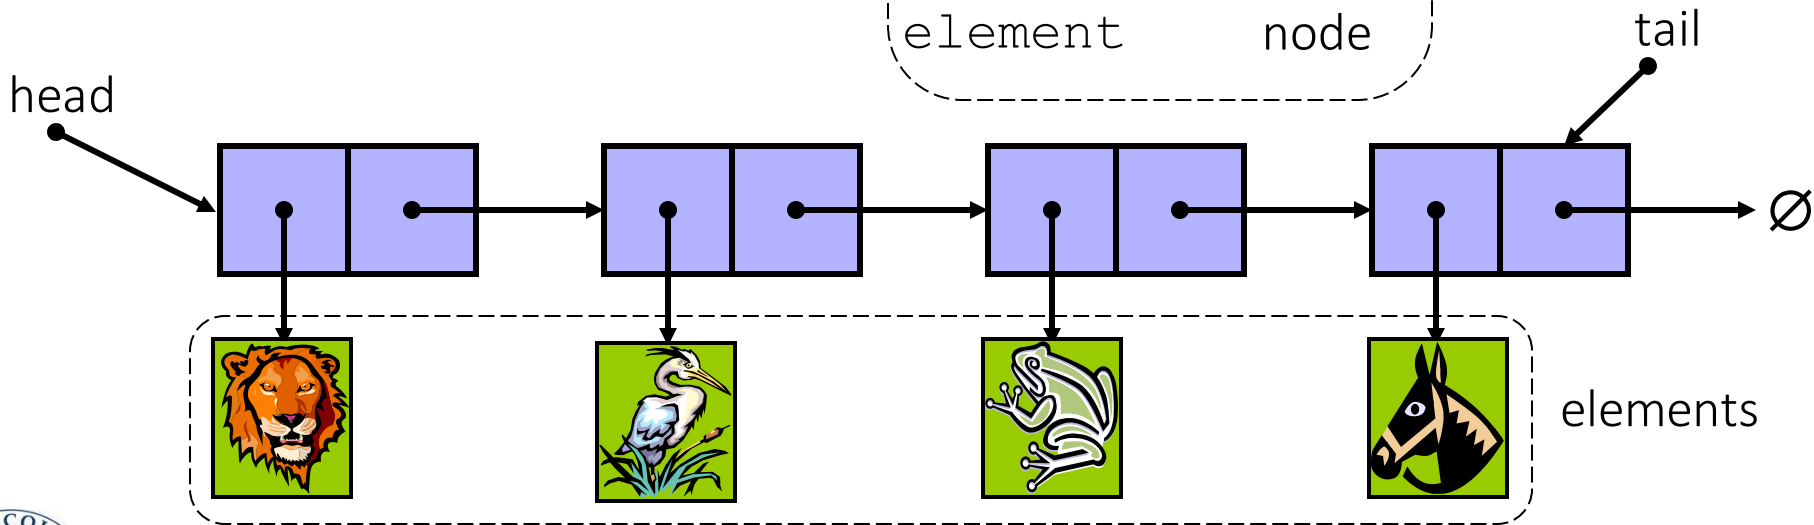 element node
tail
head
∅
elements